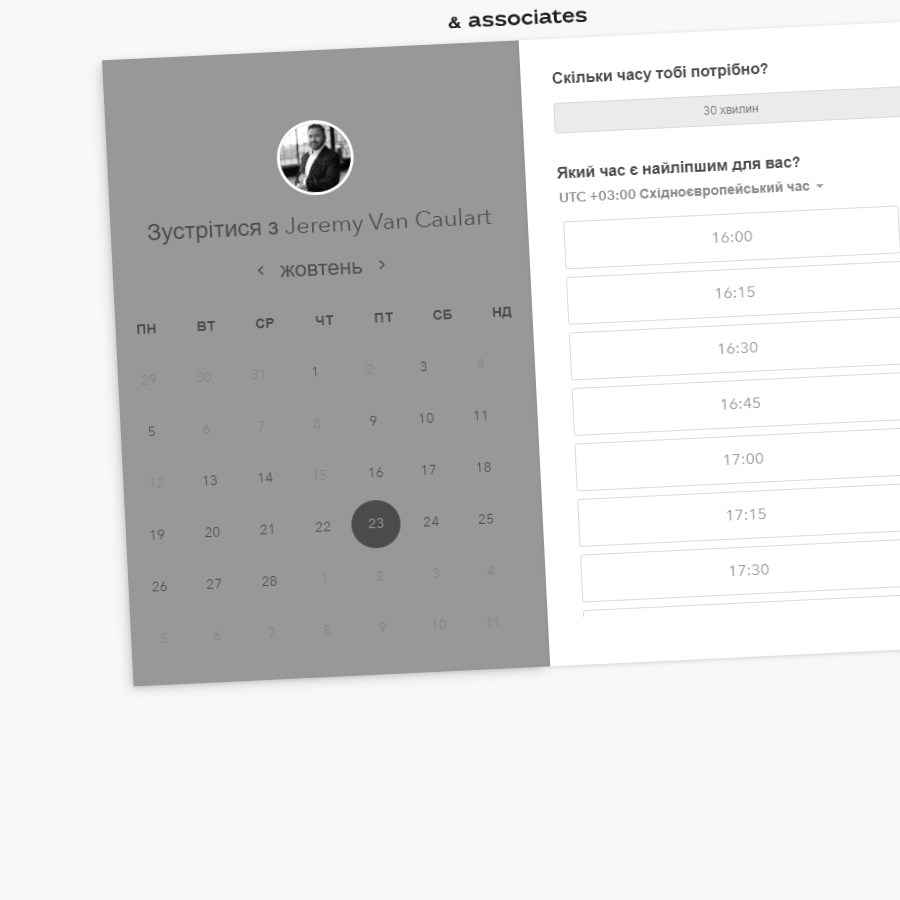 & associates
Зустрітися з Jeremy Van Caulart
жовтень
ПН ВТ СР ЧТ ПТ СБ НД
29 30 31 1 2 3 4
5 6 7 8 9 10 11
12 13 14 15 16 17 18
19 20 21 22 23 24 25
26 27 28 1 2 3 4
5 6 7 8 9 10 11
Скільки часу тобі потрібно?
30 хвилин
Який час є найліпшим для вас?
UTC +03:00 Східноєвропейський час
16:00
16:15
16:30
16:45
17:00
17:15
17:30